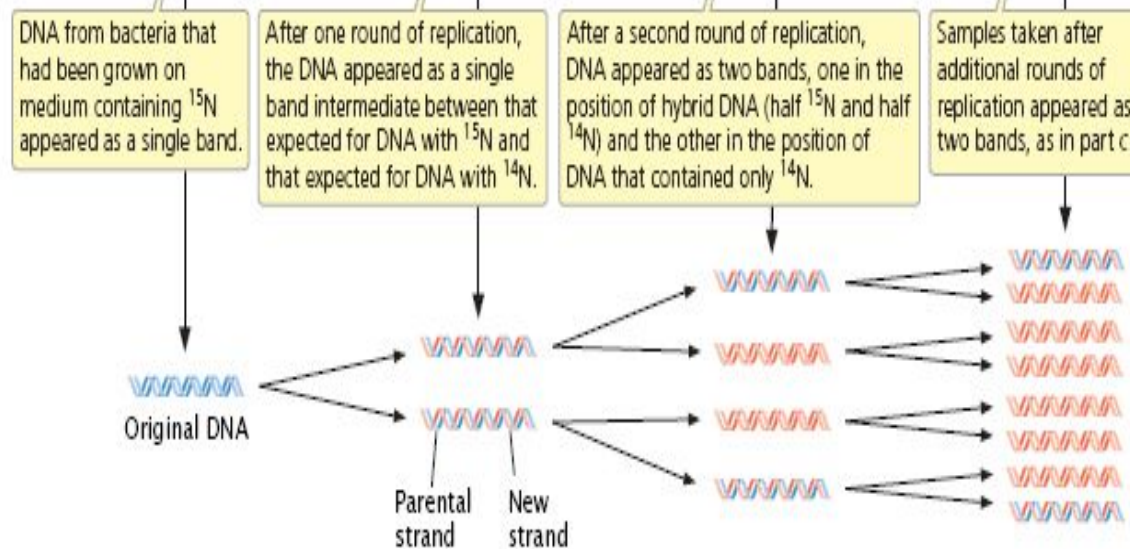 DNA from bacteria that
had been grown on
medium containing ¹⁵N
appeared as a single band.
After one round of replication,
the DNA appeared as a single
band intermediate between that
expected for DNA with ¹⁵N and
that expected for DNA with ¹⁴N.
After a second round of replication,
DNA appeared as two bands, one in the
position of hybrid DNA (half ¹⁵N and half
¹⁴N) and the other in the position of
DNA that contained only ¹⁴N.
Samples taken after
additional rounds of
replication appeared as
two bands, as in part c
Original DNA
Parental
strand
New
strand